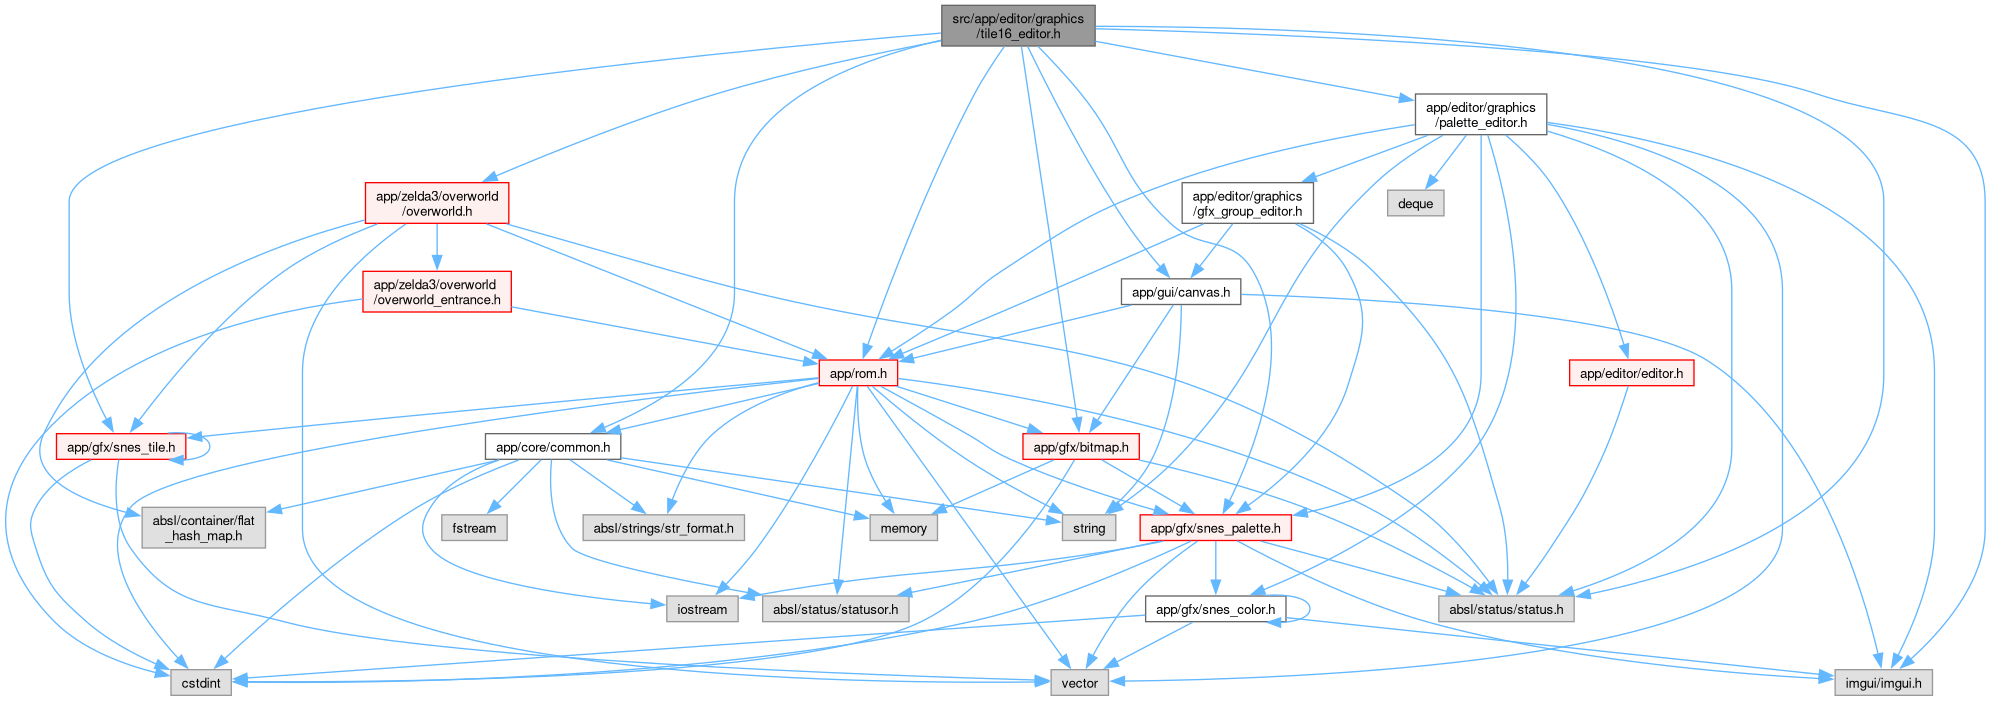 src/app/editor/graphics
/tile16_editor.h
app/editor/graphics
/palette_editor.h
app/zelda3/overworld
/overworld.h
app/editor/graphics
/gfx_group_editor.h
deque
app/zelda3/overworld
/overworld_entrance.h
app/gui/canvas.h
app/rom.h
app/editor/editor.h
app/gfx/snes_tile.h
app/core/common.h
app/gfx/bitmap.h
absl/container/flat
_hash_map.h
fstream
absl/strings/str_format.h
memory
string
app/gfx/snes_palette.h
iostream
absl/status/statusor.h
app/gfx/snes_color.h
absl/status/status.h
cstdint
vector
imgui/imgui.h